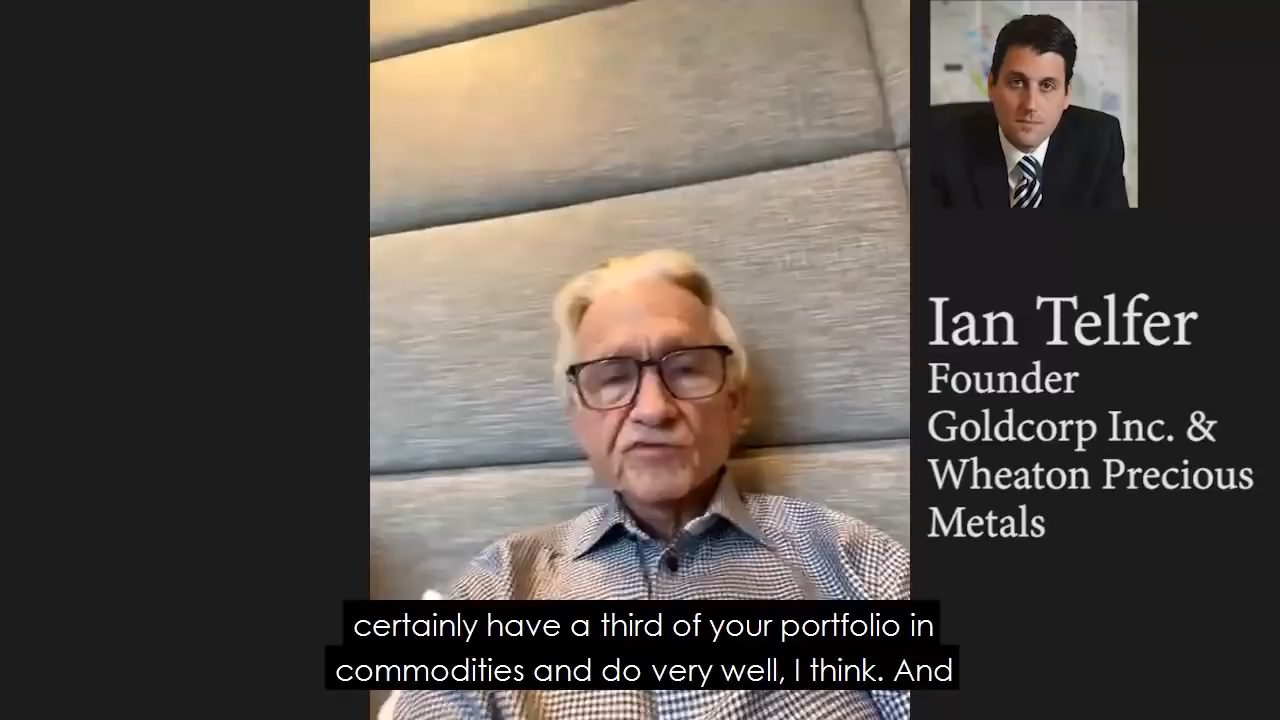 Ian Telfer
Founder
Goldcorp Inc. &
Wheaton Precious
Metals
certainly have a third of your portfolio in
commodities and do very well, I think. And